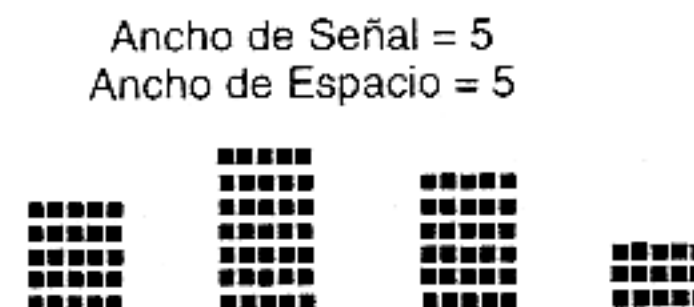 Ancho de Señal = 5
Ancho de Espacio = 5